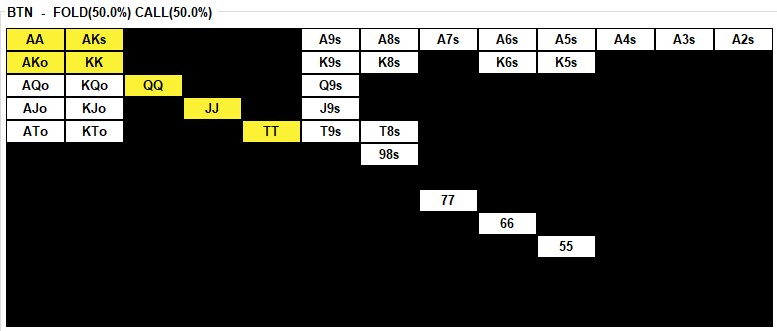 BTN - FOLD(50.0%) CALL(50.0%)
AA AKs A9s A8s A7s A6s A5s A4s A3s A2s
AKo KK K9s K8s K6s K5s
AQo KQo QQ Q9s
AJo KJo JJ J9s
ATo KTo TT T9s T8s
98s
77
66
55